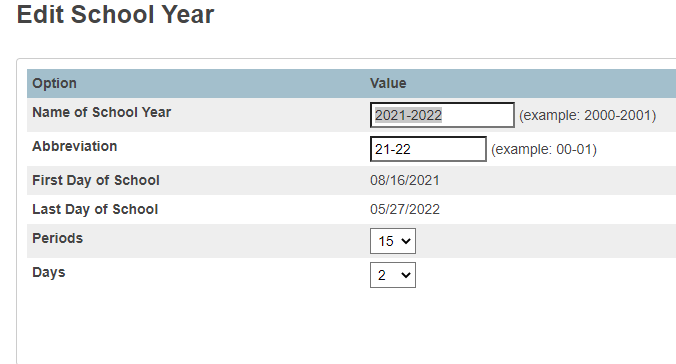 Edit School Year
Option Value
Name of School Year 2021-2022 (example: 2000-2001)
Abbreviation 21-22 (example: 00-01)
First Day of School 08/16/2021
Last Day of School 05/27/2022
Periods 15
Days 2